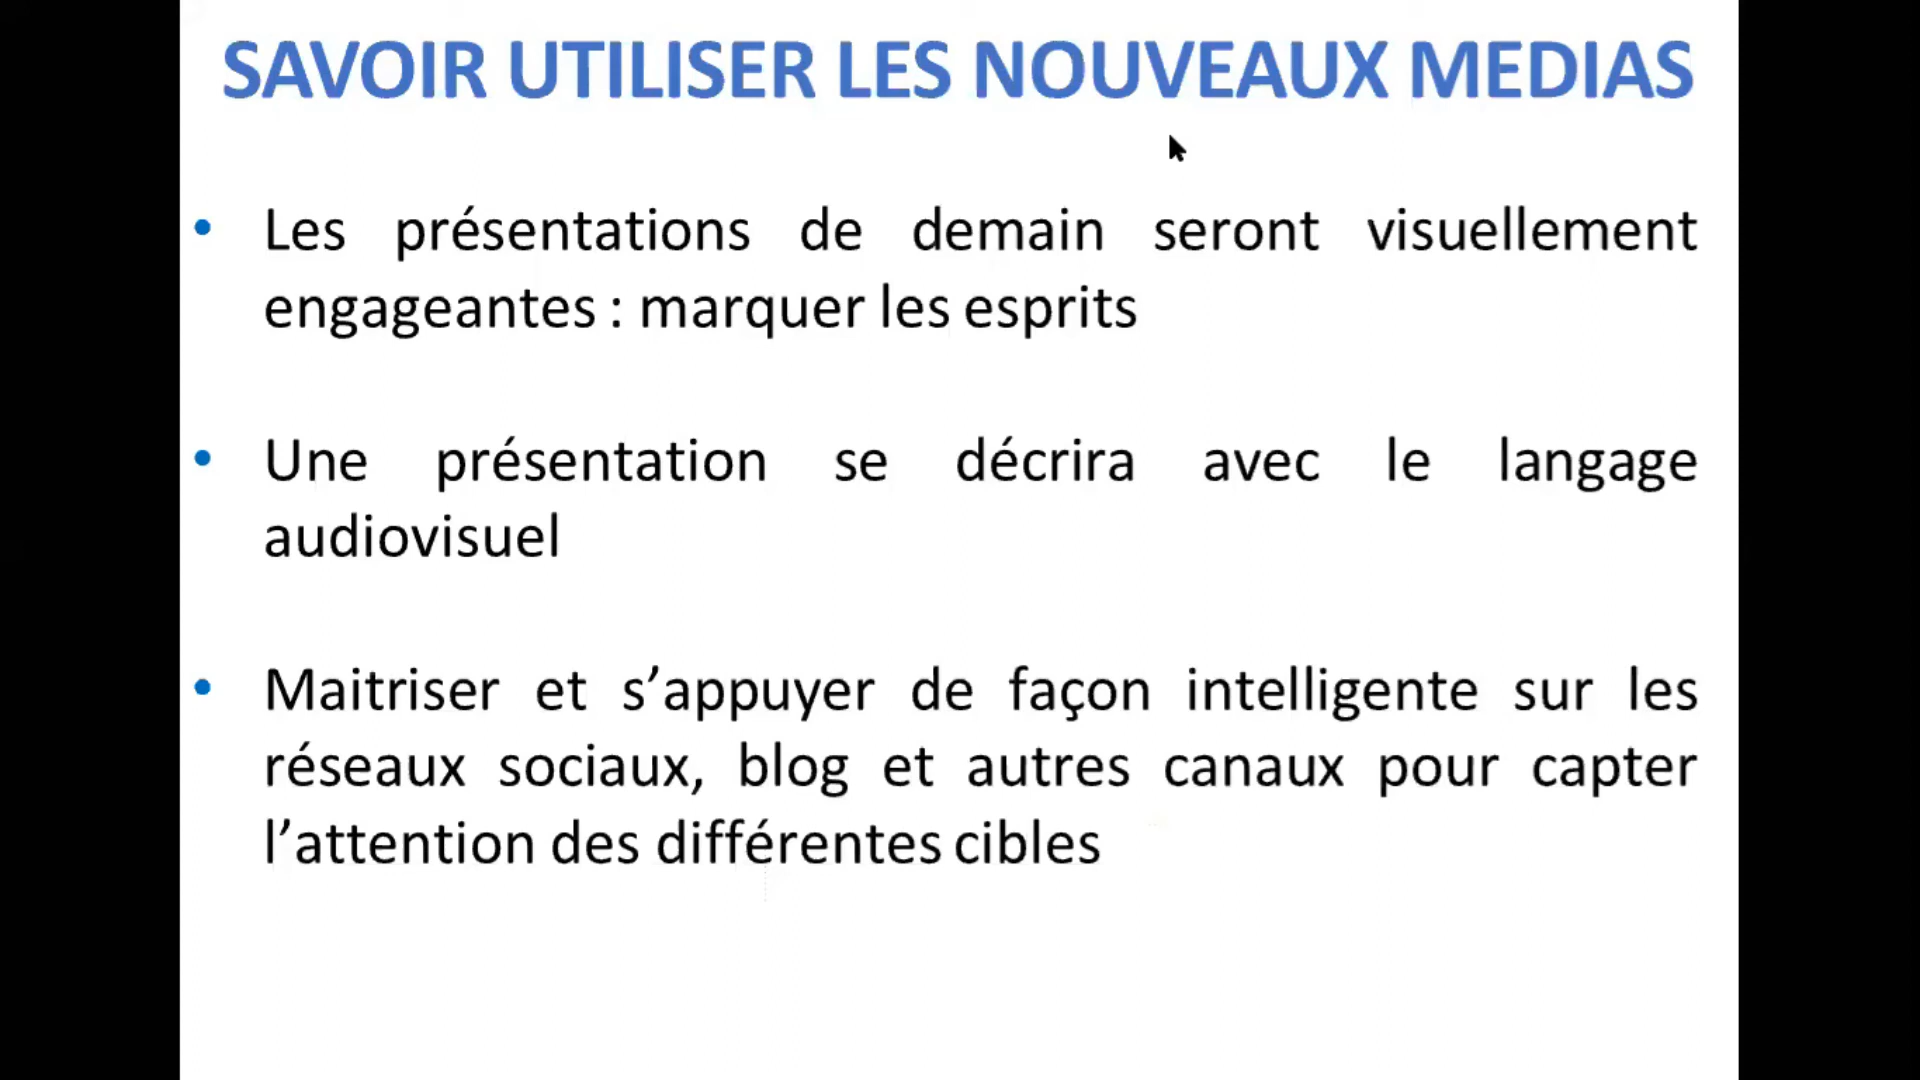 SAVOIR UTILISER LES NOUVEAUX MEDIAS
• Les présentations de demain seront visuellement
engageantes : marquer les esprits
• Une présentation se décrira avec le langage
audiovisuel
• Maitriser et s’appuyer de façon intelligente sur les
réseaux sociaux, blog et autres canaux pour capter
l’attention des différentes cibles